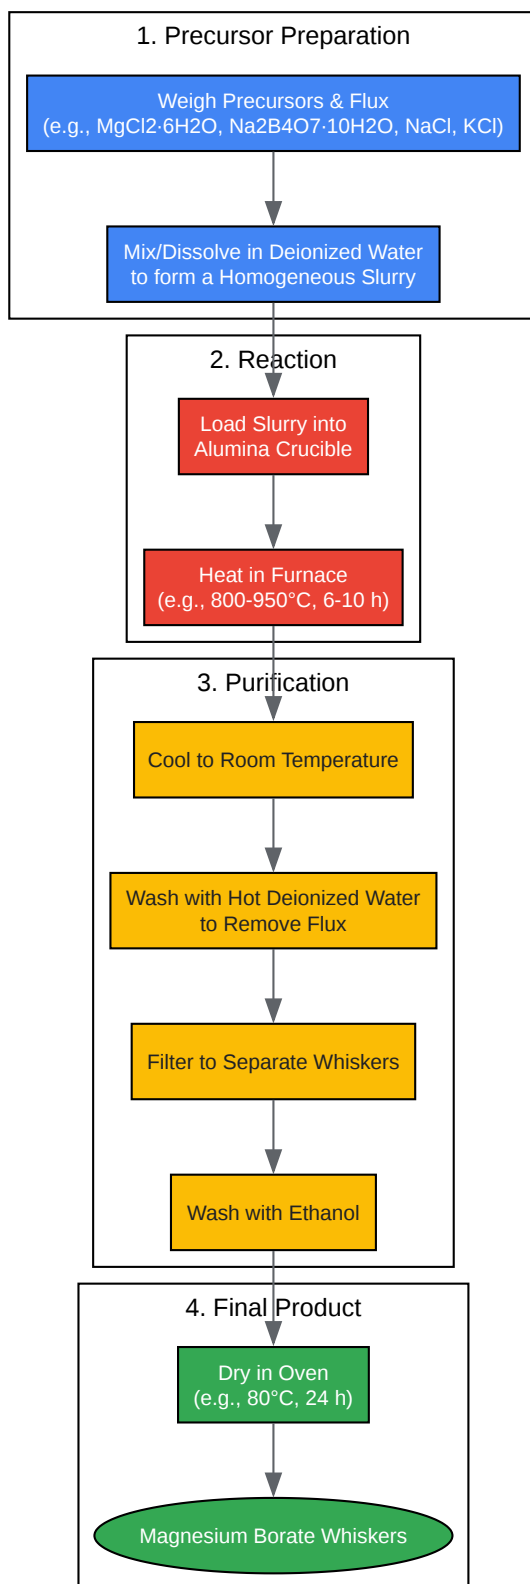 1. Precursor Preparation
Weigh Precursors & Flux
(e.g., MgCl2·6H2O, Na2B4O7·10H2O, NaCl, KCl)
Mix/Dissolve in Deionized Water
to form a Homogeneous Slurry
2. Reaction
Load Slurry into
Alumina Crucible
Heat in Furnace
(e.g., 800-950°C, 6-10 h)
3. Purification
Cool to Room Temperature
Wash with Hot Deionized Water
to Remove Flux
Filter to Separate Whiskers
Wash with Ethanol
4. Final Product
Dry in Oven
(e.g., 80°C, 24 h)
Magnesium Borate Whiskers